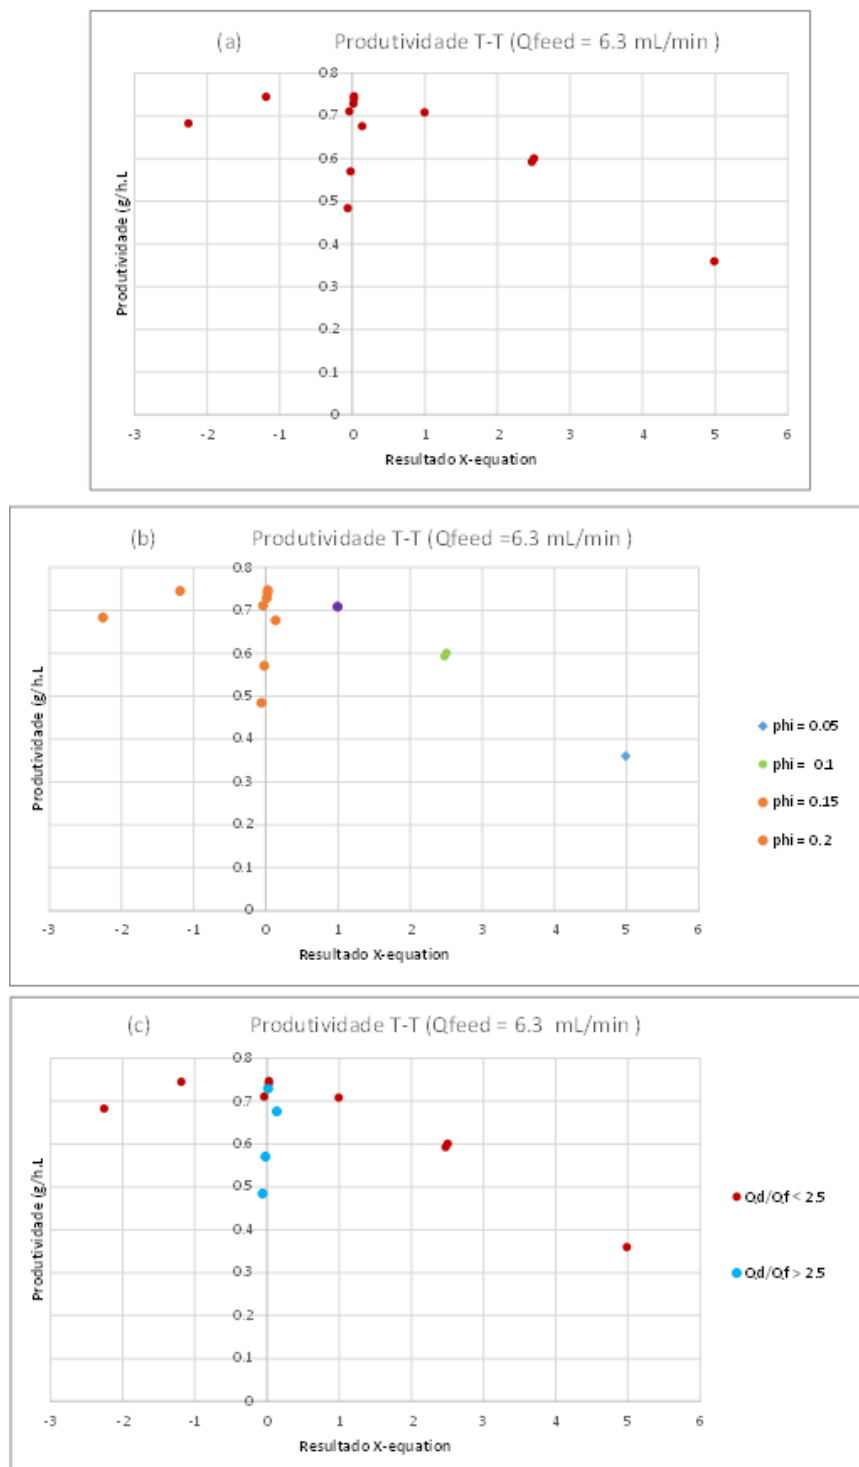 (a) Produtividade T-T (Qfeed = 6.3 mL/min )
0.8
0.7
0.6
0.5
0.4
0.3
0.2
0.1
0
Produtividade (g/h.L
-3 -2 -1 0 1 2 3 4 5 6
Resultado X-equation
(b) Produtividade T-T (Qfeed =6.3 mL/min )
0.8
0.7
0.6
0.5
0.4
0.3
0.2
0.1
0
Produtividade (g/h.L
-3 -2 -1 0 1 2 3 4 5 6
Resultado X-equation
phi = 0.05
phi = 0.1
phi = 0.15
phi = 0.2
(c) Produtividade T-T (Qfeed = 6.3 mL/min )
0.8
0.7
0.6
0.5
0.4
0.3
0.2
0.1
0
Produtividade (g/h.L
-3 -2 -1 0 1 2 3 4 5 6
Resultado X-equation
Qd/Qf < 25
Qd/Qf > 25